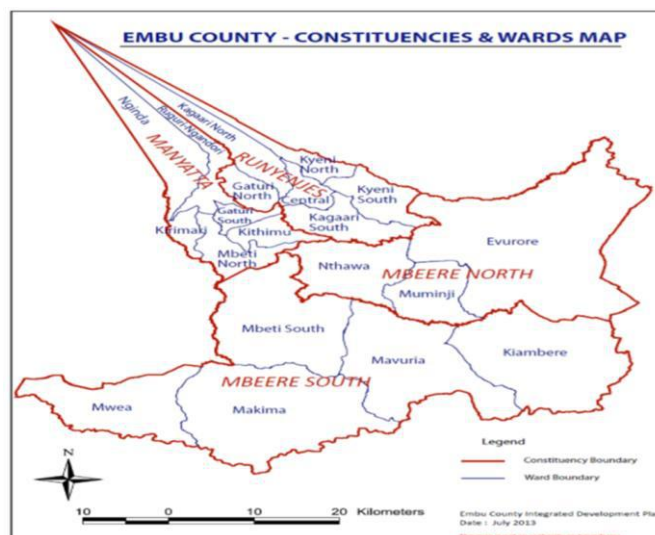 EMBU COUNTY - CONSTITUENCIES & WARDS MAP
Nginda
Ruguri-Ngandori
Kagaari North
MANYATTA
RUNYENJES
Kyeni
North
Gaturi
North
Central
Kyeni
South
Gaturi
South
Kagaari
South
Kirimari
Kithimu
Mbeti
North
Evurore
Nthawa
MBEERE NORTH
Muminji
Mbeti South
Mavuria
Kiambere
MBEERE SOUTH
Mwea
Makima
N
Legend
Constituency Boundary
Ward Boundary
10 0 10 20 Kilometers
Embu County Integrated Development Pla
Date : July 2013